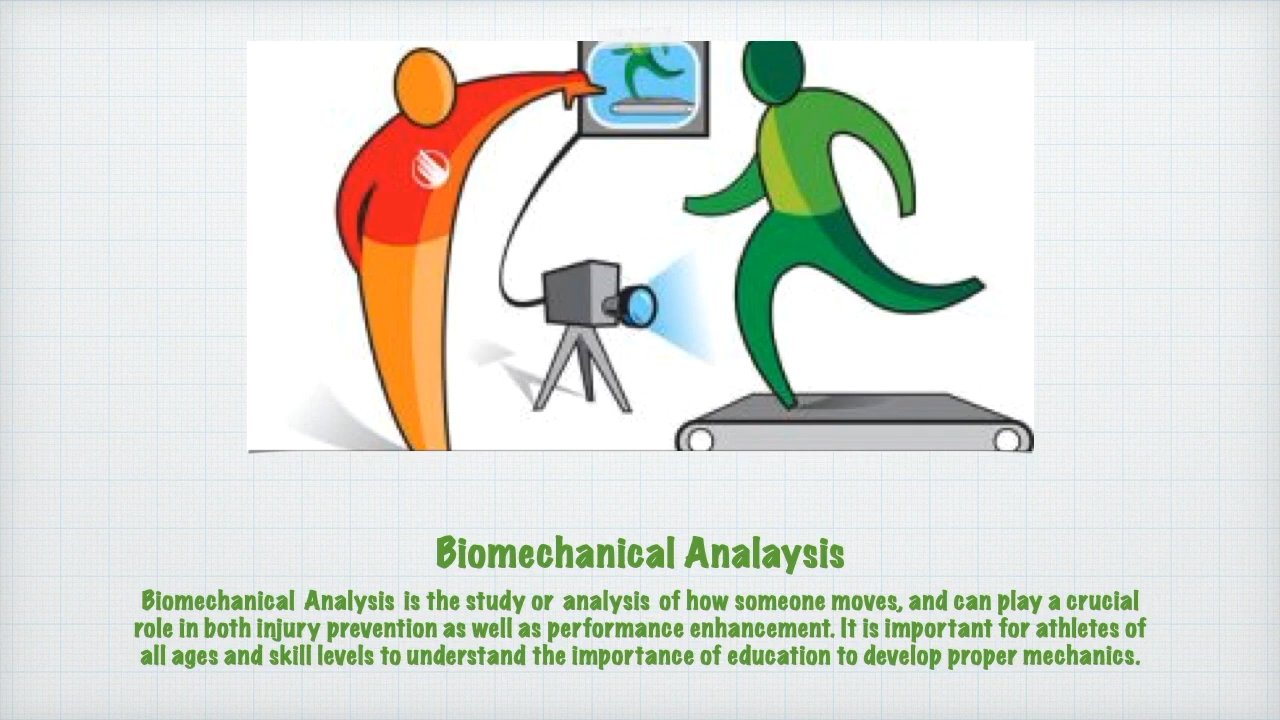 Biomechanical Analaysis
Biomechanical Analysis is the study or analysis of how someone moves, and can play a crucial
role in both injury prevention as well as performance enhancement. It is important for athletes of
all ages and skill levels to understand the importance of education to develop proper mechanics.